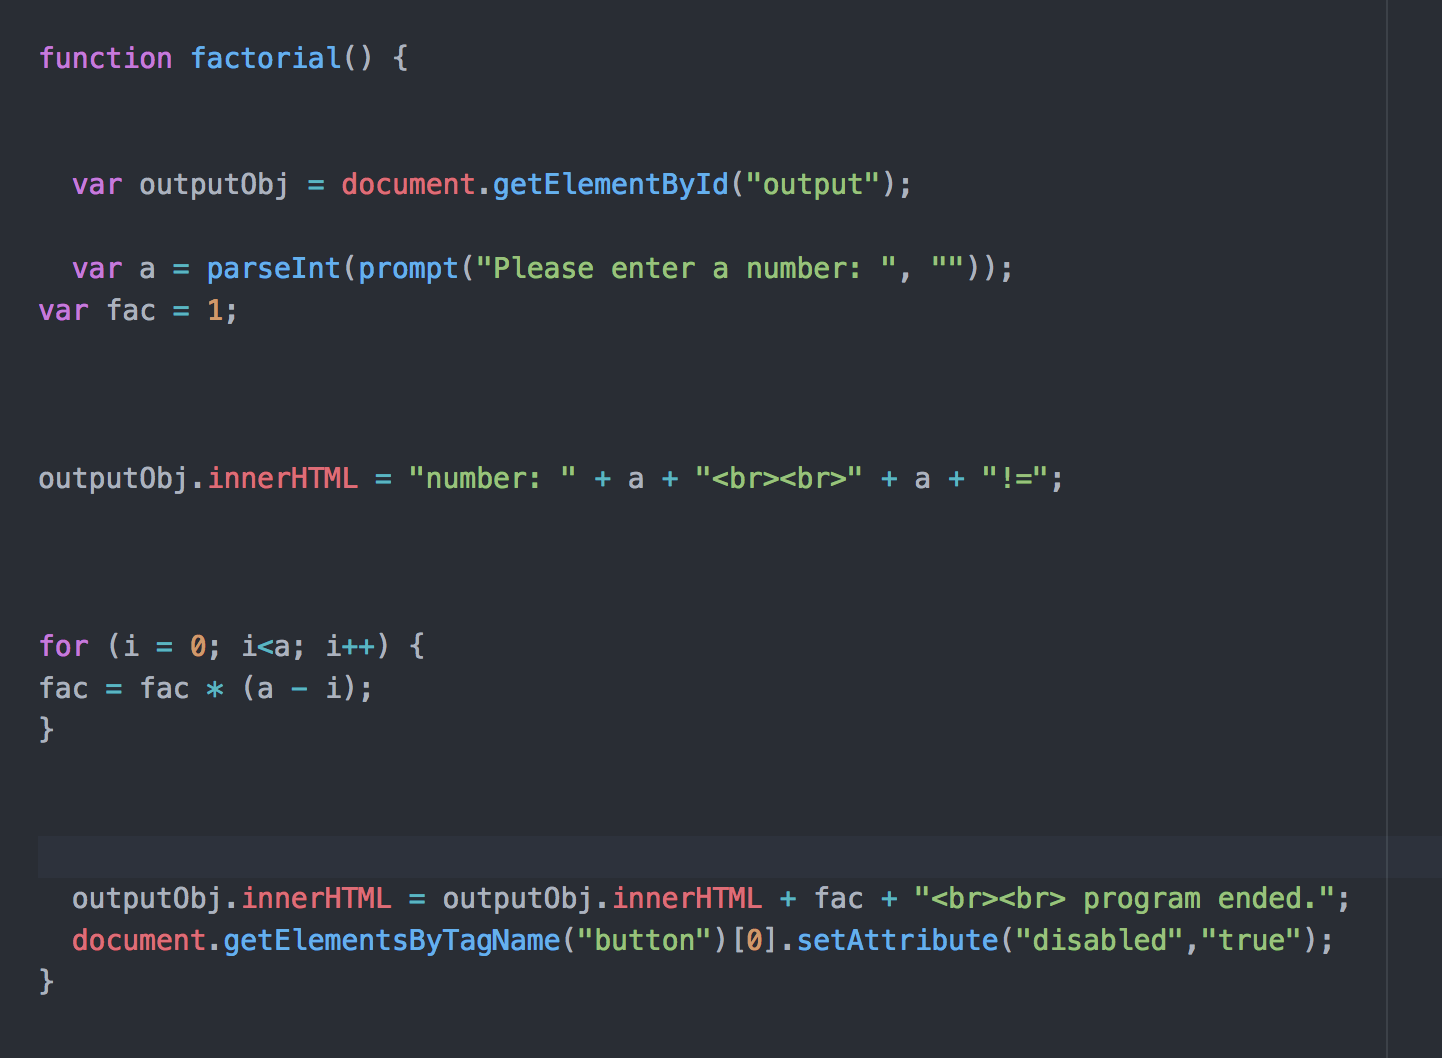 function factorial() {
  var outputObj = document.getElementById("output");
  var a = parseInt(prompt("Please enter a number: ", ""));
var fac = 1;
outputObj.innerHTML = "number: " + a + "<br><br>" + a + "!=";
for (i = 0; i<a; i++) {
fac = fac * (a - i);
}
  outputObj.innerHTML = outputObj.innerHTML + fac + "<br><br> program ended.";
  document.getElementsByTagName("button")[0].setAttribute("disabled","true");
}